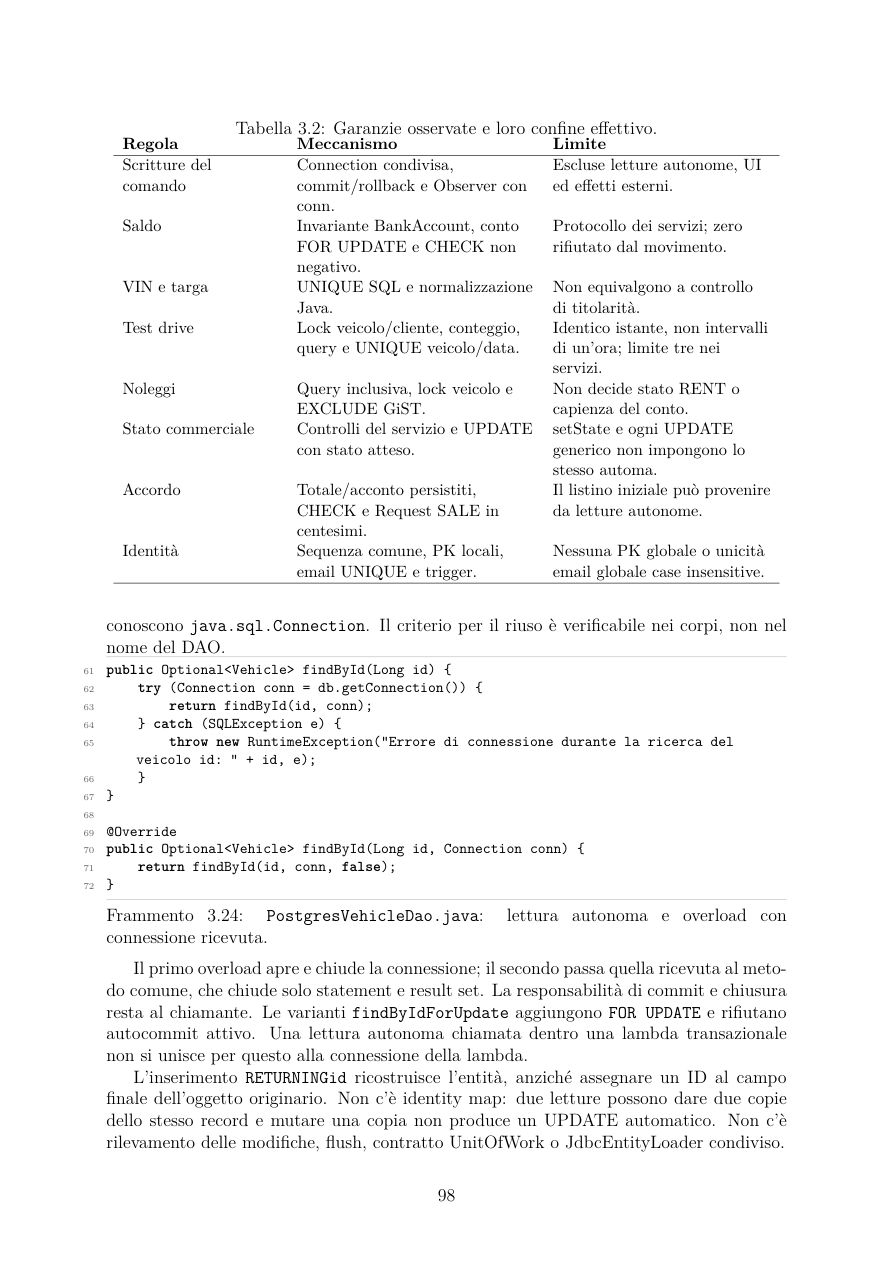 Tabella 3.2: Garanzie osservate e loro confine effettivo.
Regola Meccanismo Limite
Scritture del Connection condivisa, Escluse letture autonome, UI
comando commit/rollback e Observer con ed effetti esterni.
conn.
Saldo Invariante BankAccount, conto Protocollo dei servizi; zero
FOR UPDATE e CHECK non rifiutato dal movimento.
negativo.
VIN e targa UNIQUE SQL e normalizzazione Non equivalgono a controllo
Java. di titolarità.
Test drive Lock veicolo/cliente, conteggio, Identico istante, non intervalli
query e UNIQUE veicolo/data. di un'ora; limite tre nei
servizi.
Noleggi Query inclusiva, lock veicolo e Non decide stato RENT o
EXCLUDE GiST. capienza del conto.
Stato commerciale Controlli del servizio e UPDATE setState e ogni UPDATE
con stato atteso. generico non impongono lo
stesso automa.
Accordo Totale/acconto persistiti, Il listino iniziale può provenire
CHECK e Request SALE in da letture autonome.
centesimi.
Identità Sequenza comune, PK locali, Nessuna PK globale o unicità
email UNIQUE e trigger. email globale case insensitive.
conoscono java.sql.Connection. Il criterio per il riuso è verificabile nei corpi, non nel
nome del DAO.
61 public Optional<Vehicle> findById(Long id) {
62 try (Connection conn = db.getConnection()) {
63 return findById(id, conn);
64 } catch (SQLException e) {
65 throw new RuntimeException("Errore di connessione durante la ricerca del
veicolo id: " + id, e);
66 }
67 }
68
69 @Override
70 public Optional<Vehicle> findById(Long id, Connection conn) {
71 return findById(id, conn, false);
72 }
Frammento 3.24: PostgresVehicleDao.java: lettura autonoma e overload con
connessione ricevuta.
Il primo overload apre e chiude la connessione; il secondo passa quella ricevuta al meto-
do comune, che chiude solo statement e result set. La responsabilità di commit e chiusura
resta al chiamante. Le varianti findByIdForUpdate aggiungono FOR UPDATE e rifiutano
autocommit attivo. Una lettura autonoma chiamata dentro una lambda transazionale
non si unisce per questo alla connessione della lambda.
L'inserimento RETURNINGid ricostruisce l'entità, anziché assegnare un ID al campo
finale dell'oggetto originario. Non c'è identity map: due letture possono dare due copie
dello stesso record e mutare una copia non produce un UPDATE automatico. Non c'è
rilevamento delle modifiche, flush, contratto UnitOfWork o JdbcEntityLoader condiviso.
98